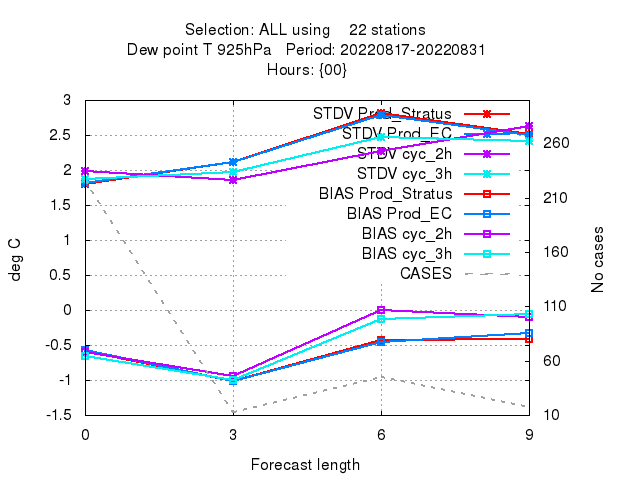 Selection: ALL using    22 stations
Dew point T 925hPa   Period: 20220817-20220831
Hours: {00}
STDV Prod_Stratus
STDV Prod_EC
STDV cyc_2h
STDV cyc_3h
BIAS Prod_Stratus
BIAS Prod_EC
BIAS cyc_2h
BIAS cyc_3h
CASES
3
2.5
2
1.5
1
0.5
0
-0.5
-1
-1.5
deg C
260
210
160
110
60
10
No cases
0 3 6 9
Forecast length